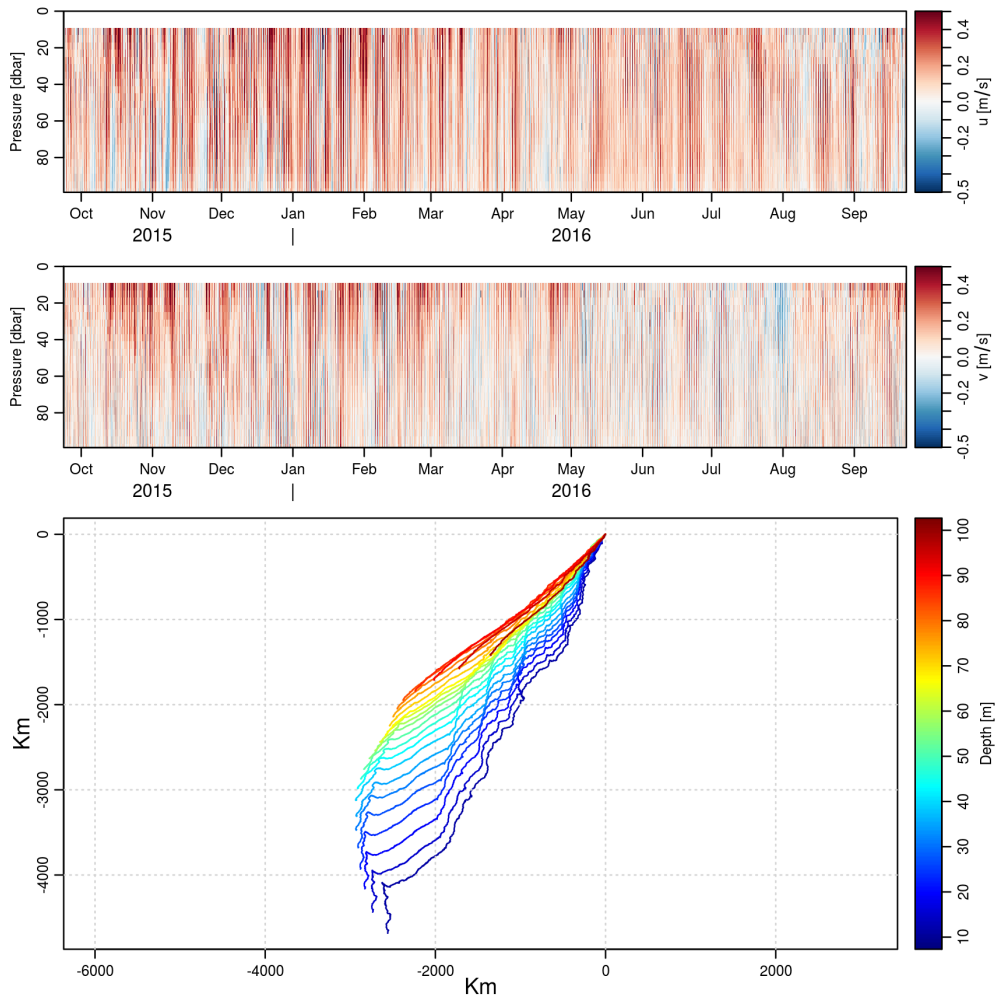 0
20
40
60
80
Pressure [dbar]
Oct Nov Dec Jan Feb Mar Apr May Jun Jul Aug Sep
2015 | 2016
0.4
0.2
0.0
-0.2
-0.5
u [m/s]
0
20
40
60
80
Pressure [dbar]
Oct Nov Dec Jan Feb Mar Apr May Jun Jul Aug Sep
2015 | 2016
0.4
0.2
0.0
-0.2
-0.5
v [m/s]
0
-1000
-2000
-3000
-4000
Km
-6000 -4000 -2000 0 2000
Km
100
90
80
70
60
50
40
30
20
10
Depth [m]